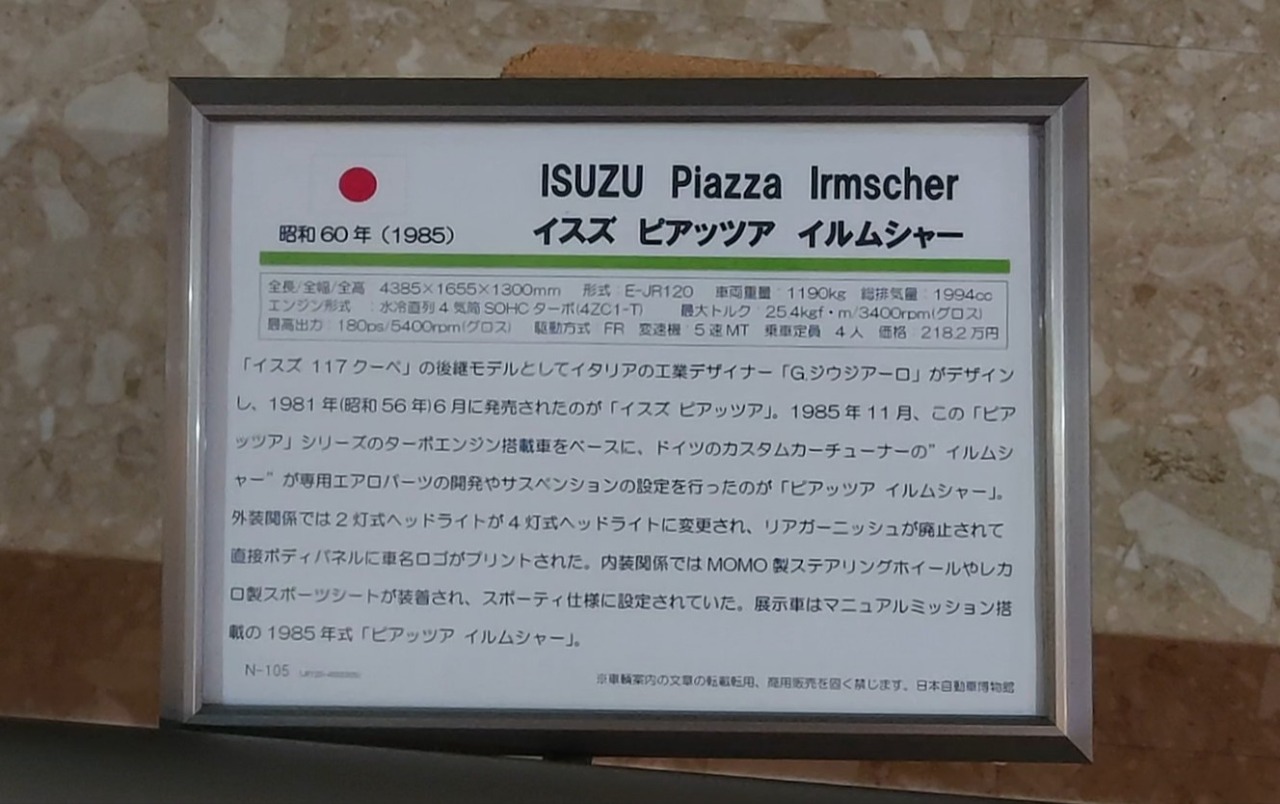 ISUZU Piazza Irmscher
昭和60年（1985）
イスズ ピアッツア イルムシャー
全長/全幅/全高 4385×1655×1300mm 形式：E-JR120 車両重量：1190kg 総排気量：1994cc
エンジン形式 ：水冷直列4気筒SOHCターボ(4ZC1-T) 最大トルク：25.4kgf・m/3400rpm(グロス)
最高出力：180ps/5400rpm(グロス) 駆動方式：FR 変速機：5速MT 乗車定員：4人 価格：218.2万円
「イスズ 117クーペ」の後継モデルとしてイタリアの工業デザイナー「G.ジウジアーロ」がデザイン
し、1981年(昭和56年)6月に発売されたのが「イスズ ピアッツア」。1985年11月、この「ピア
ッツア」シリーズのターボエンジン搭載車をベースに、ドイツのカスタムカーチューナーの”イルムシ
ャー”が専用エアロパーツの開発やサスペンションの設定を行ったのが「ピアッツア イルムシャー」。
外装関係では2灯式ヘッドライトが4灯式ヘッドライトに変更され、リアガーニッシュが廃止されて
直接ボディパネルに車名ロゴがプリントされた。内装関係ではMOMO製ステアリングホイールやレカ
ロ製スポーツシートが装着され、スポーティ仕様に設定されていた。展示車はマニュアルミッション搭
載の1985年式「ピアッツア イルムシャー」。
N-105
※車輌案内の文章の転載転用、商用販売を固く禁じます。日本自動車博物館